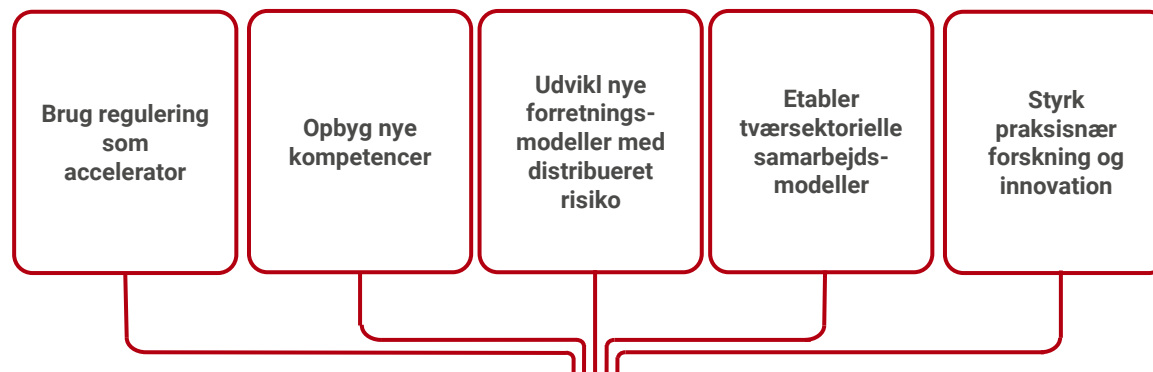 Brug regulering
som
accelerator
Opbyg nye
kompetencer
Udvikl nye
forretnings-
modeller med
distribueret
risiko
Etabler
tværsektorielle
samarbejds-
modeller
Styrk
praksisnær
forskning og
innovation